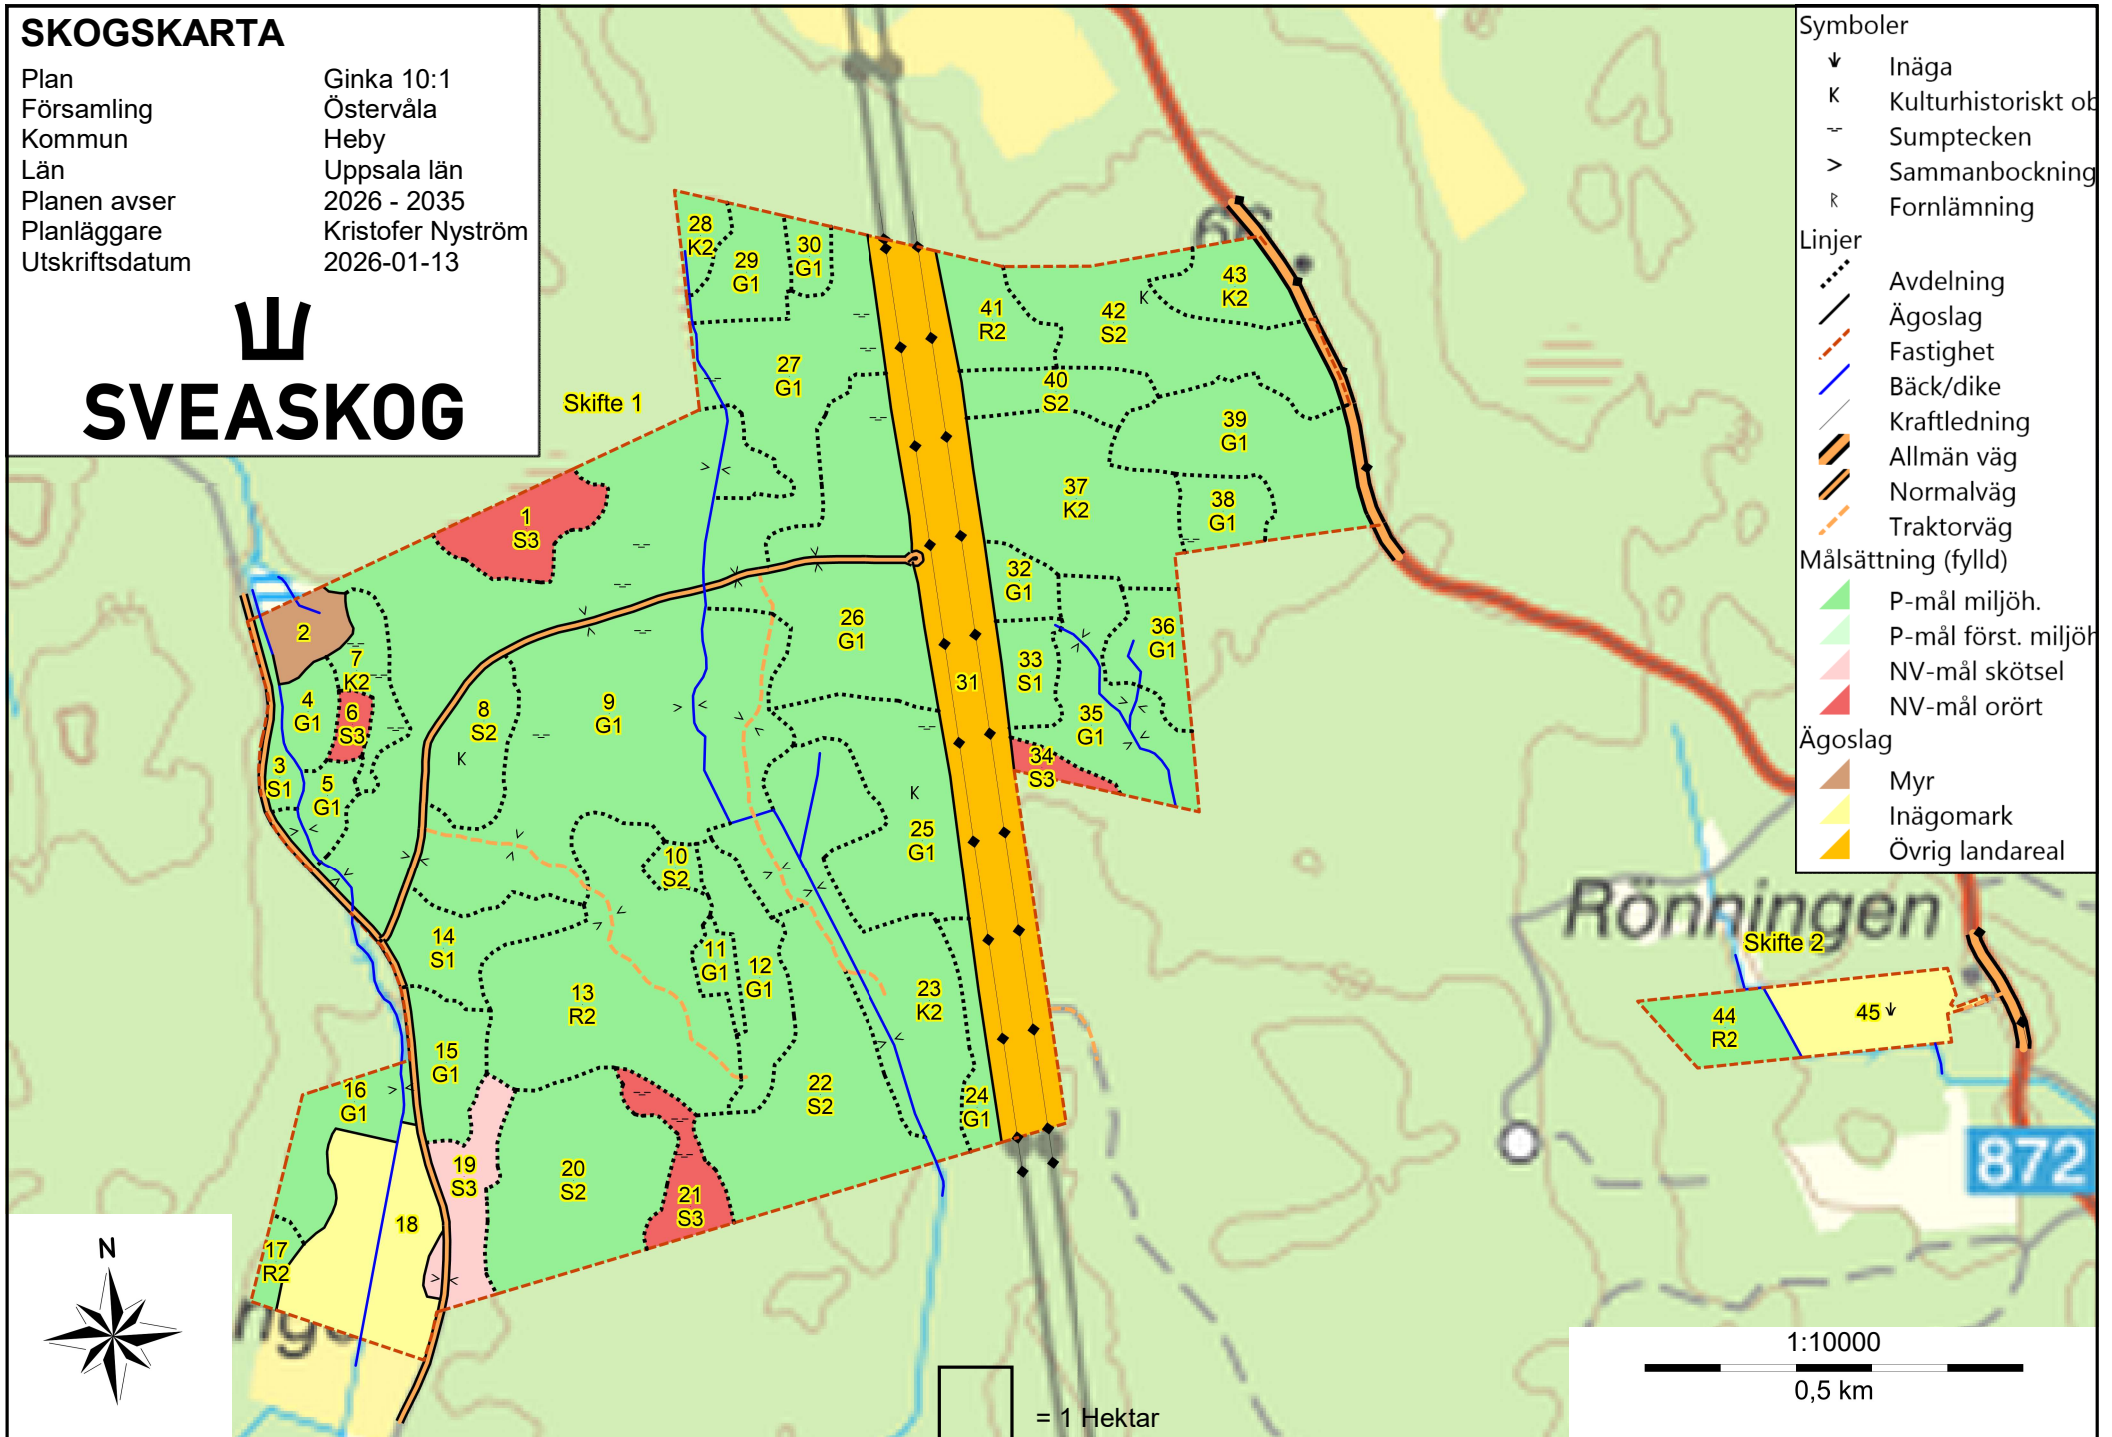 SKOGSKARTA
Plan Ginka 10:1
Församling Östervåla
Kommun Heby
Län Uppsala län
Planen avser 2026 - 2035
Planläggare Kristofer Nyström
Utskriftsdatum 2026-01-13
SVEASKOG
Symboler
Inäga
Kulturhistoriskt ob
Sumptecken
Sammanbockning
Fornlämning
Linjer
Avdelning
Ägoslag
Fastighet
Bäck/dike
Kraftledning
Allmän väg
Normalväg
Traktorväg
Målsättning (fylld)
P-mål miljöh.
P-mål först. miljöh
NV-mål skötsel
NV-mål orört
Ägoslag
Myr
Inägomark
Övrig landareal
Skifte 1
28
K2
29
G1
30
G1
27
G1
41
R2
42
S2
K
43
K2
40
S2
39
G1
37
K2
38
G1
1
S3
2
7
K2
4
G1
6
S3
3
S1
5
G1
8
S2
K
9
G1
26
G1
31
32
G1
33
S1
36
G1
35
G1
34
S3
K
25
G1
10
S2
14
S1
11
G1
12
G1
13
R2
23
K2
15
G1
16
G1
22
S2
24
G1
19
S3
20
S2
21
S3
18
17
R2
Rönningen
Skifte 2
44
R2
45
872
N
1:10000
0,5 km
= 1 Hektar